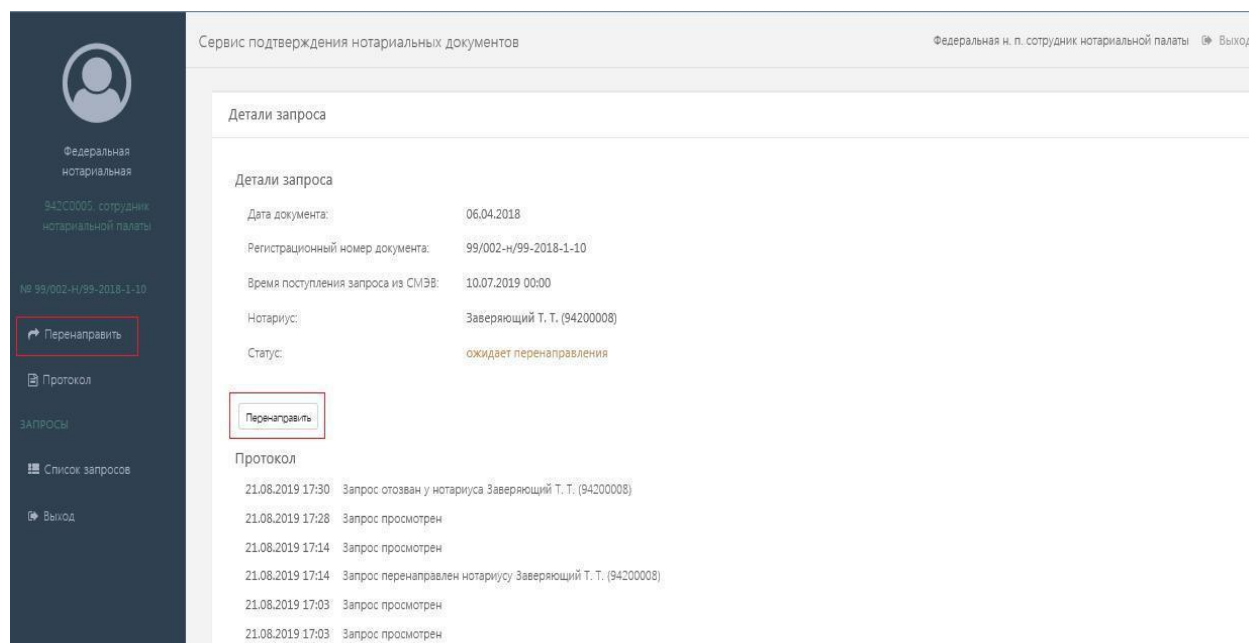 Сервис подтверждения нотариальных документов
Федеральная н. п. сотрудник нотариальной палаты Выход
Федеральная
нотариальная
942C0005, сотрудник
нотариальной палаты
№ 99/002-Н/99-2018-1-10
Перенаправить
Протокол
ЗАПРОСЫ
Список запросов
Выход
Детали запроса
Детали запроса
Дата документа: 06.04.2018
Регистрационный номер документа: 99/002-н/99-2018-1-10
Время поступления запроса из СМЭВ: 10.07.2019 00:00
Нотариус: Заверяющий Т. Т. (94200008)
Статус: ожидает перенаправления
Перенаправить
Протокол
21.08.2019 17:30 Запрос отозван у нотариуса Заверяющий Т. Т. (94200008)
21.08.2019 17:28 Запрос просмотрен
21.08.2019 17:14 Запрос просмотрен
21.08.2019 17:14 Запрос перенаправлен нотариусу Заверяющий Т. Т. (94200008)
21.08.2019 17:03 Запрос просмотрен
21.08.2019 17:03 Запрос просмотрен